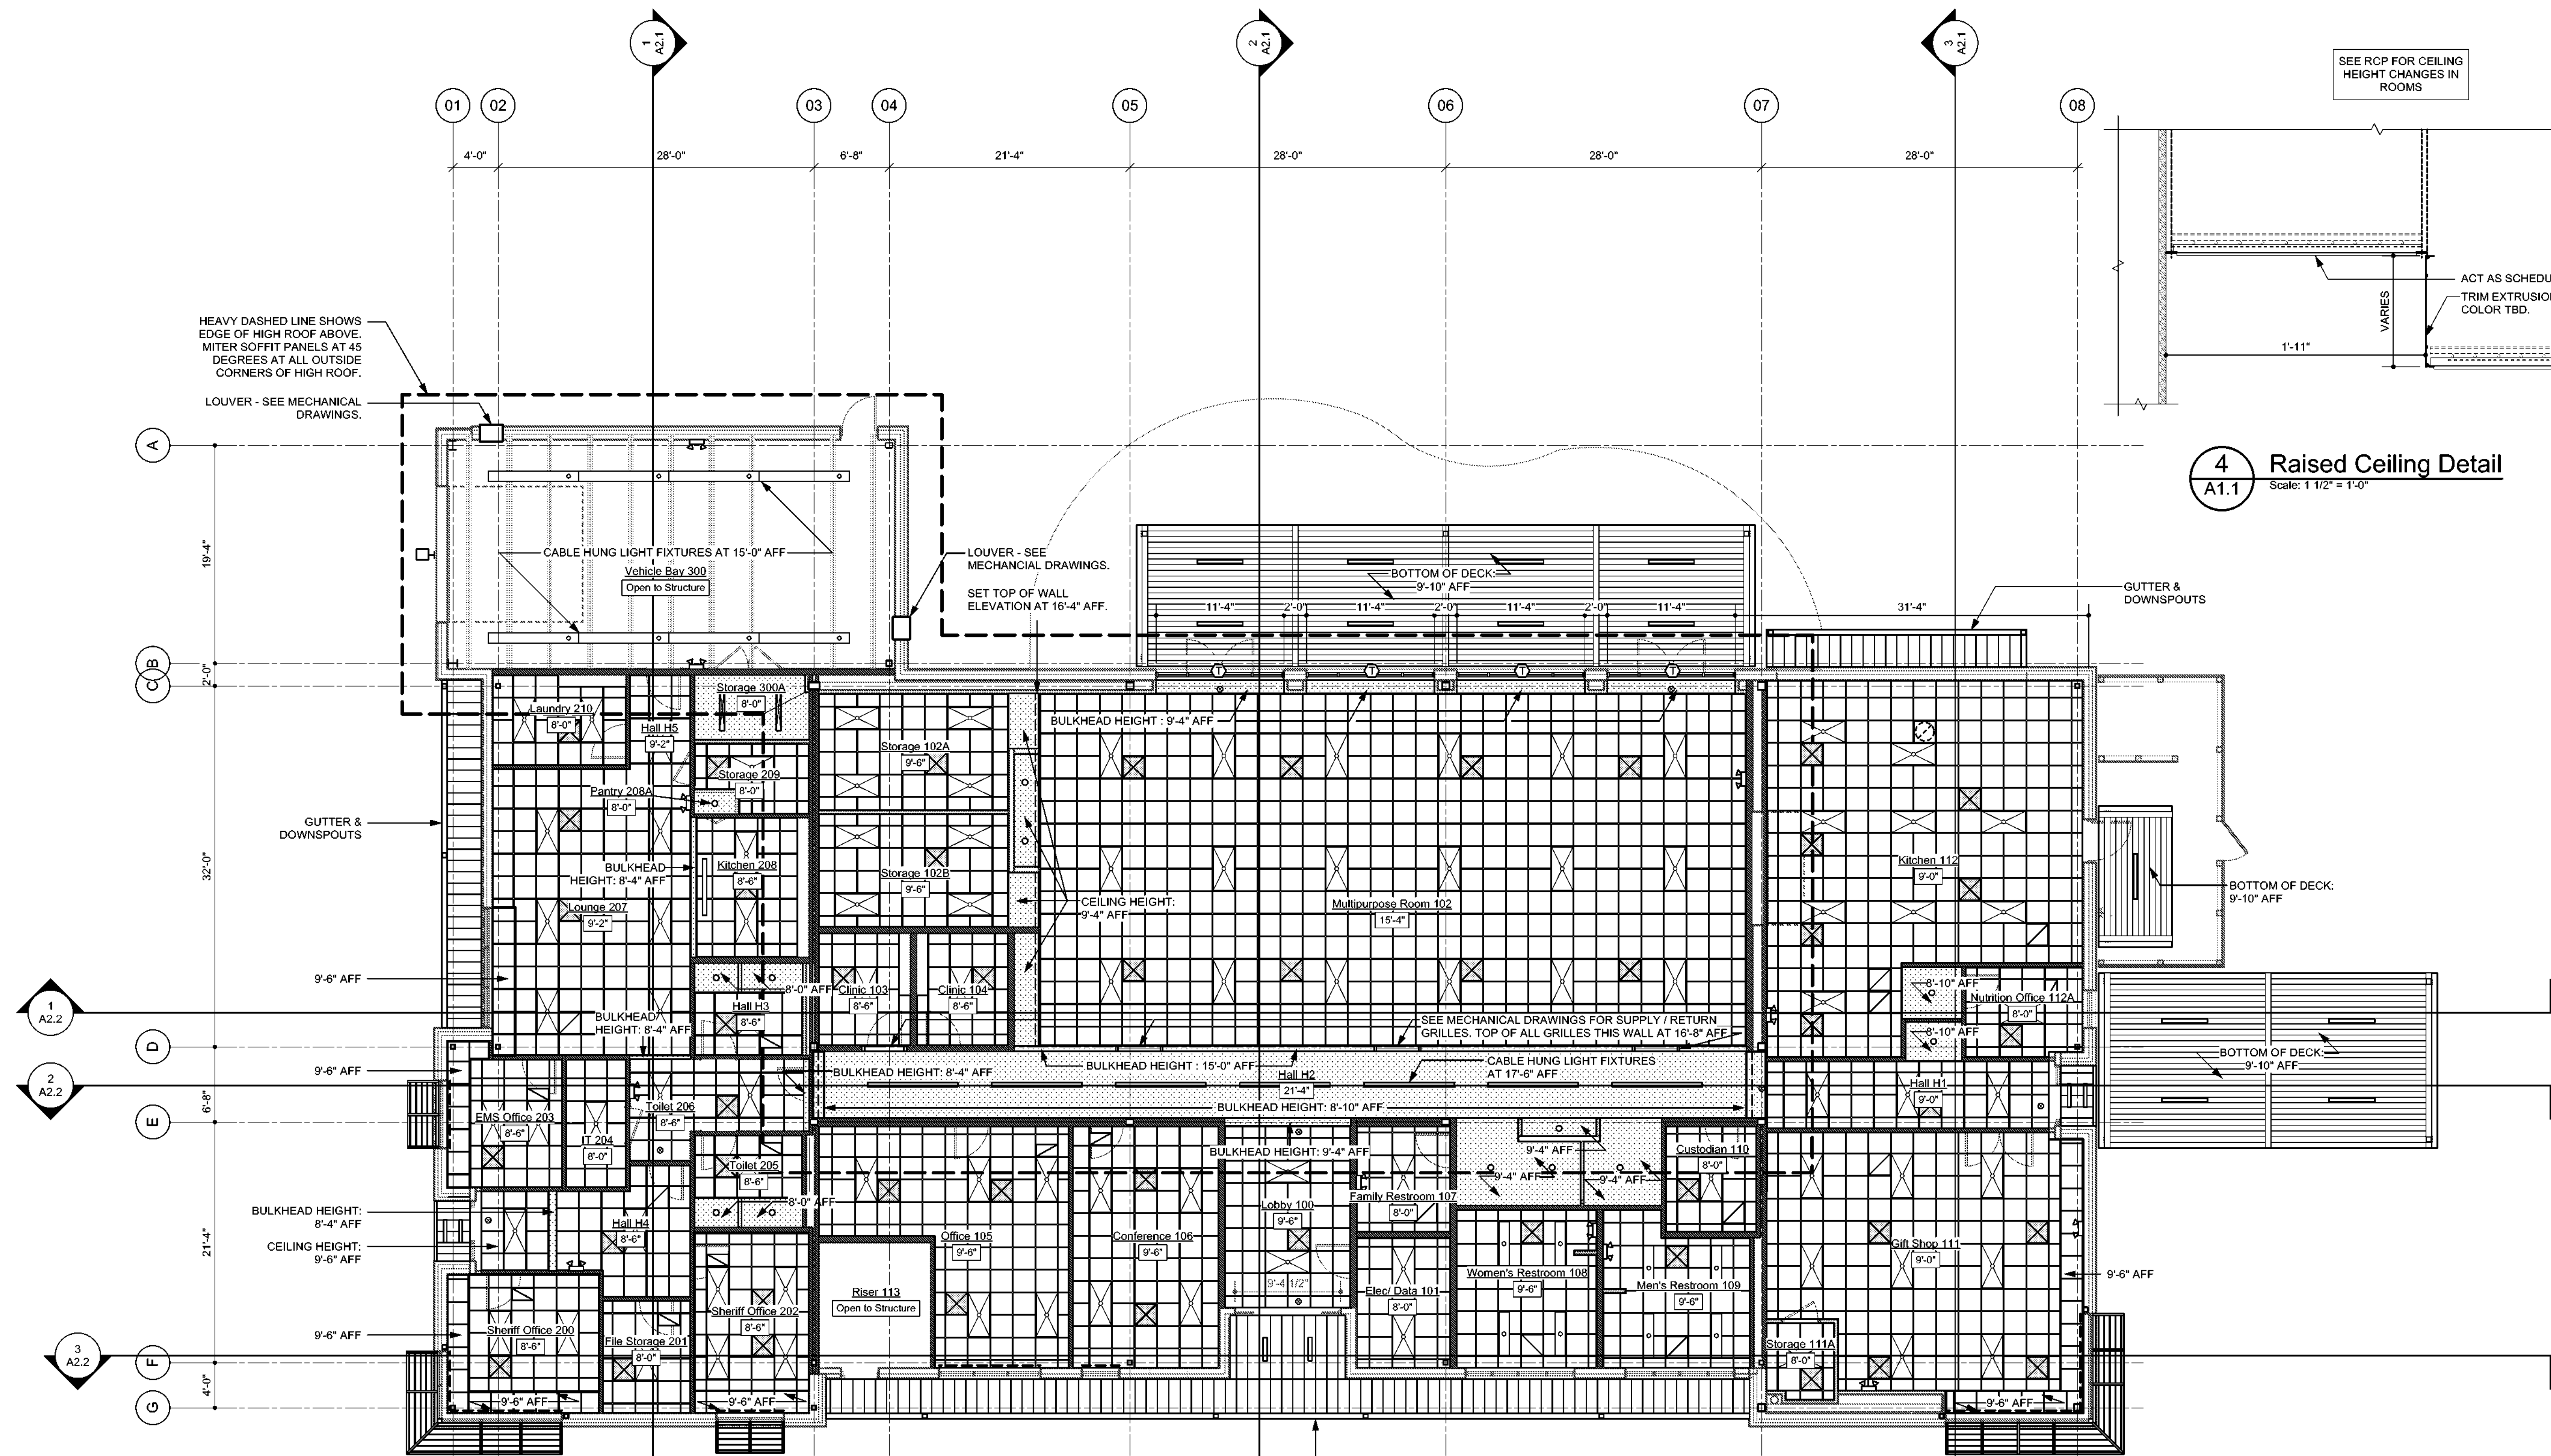 1
A2.1
2
A2.1
3
A2.1
SEE RCP FOR CEILING
HEIGHT CHANGES IN
ROOMS
01
02
03
04
05
06
07
08
4'-0"
28'-0"
6'-8"
21'-4"
28'-0"
28'-0"
28'-0"
ACT AS SCHEDU
TRIM EXTRUSIO
COLOR TBD.
VARIES
1'-11"
4
A1.1
Raised Ceiling Detail
Scale: 1 1/2" = 1'-0"
HEAVY DASHED LINE SHOWS
EDGE OF HIGH ROOF ABOVE.
MITER SOFFIT PANELS AT 45
DEGREES AT ALL OUTSIDE
CORNERS OF HIGH ROOF.
LOUVER - SEE MECHANICAL
DRAWINGS.
A
B
C
D
E
F
G
19'-4"
2'-0"
32'-0"
6'-8"
21'-4"
4'-0"
CABLE HUNG LIGHT FIXTURES AT 15'-0" AFF
Vehicle Bay 300
Open to Structure
LOUVER - SEE
MECHANCIAL DRAWINGS.
SET TOP OF WALL
ELEVATION AT 16'-4" AFF.
BOTTOM OF DECK:
9'-10" AFF
11'-4"
2'-0"
11'-4"
2'-0"
11'-4"
2'-0"
11'-4"
31'-4"
GUTTER &
DOWNSPOUTS
T
T
T
T
Storage 300A
8'-0"
Laundry 210
8'-0"
Hall H5
9'-2"
BULKHEAD HEIGHT : 9'-4" AFF
Storage 102A
9'-6"
Storage 209
8'-0"
Pantry 208A
8'-0"
GUTTER &
DOWNSPOUTS
BULKHEAD
HEIGHT: 8'-4" AFF
Kitchen 208
8'-6"
Storage 102B
9'-6"
Lounge 207
9'-2"
CEILING HEIGHT:
9'-4" AFF
Multipurpose Room 102
15'-4"
Kitchen 112
9'-0"
BOTTOM OF DECK:
9'-10" AFF
9'-6" AFF
1
A2.2
8'-0" AFF
Clinic 103
8'-6"
Clinic 104
8'-6"
Hall H3
8'-6"
BULKHEAD
HEIGHT: 8'-4" AFF
8'-10" AFF
Nutrition Office 112A
8'-0"
8'-10" AFF
SEE MECHANICAL DRAWINGS FOR SUPPLY / RETURN
GRILLES. TOP OF ALL GRILLES THIS WALL AT 16'-8" AFF
2
A2.2
9'-6" AFF
BULKHEAD HEIGHT: 8'-4" AFF
BULKHEAD HEIGHT : 15'-0" AFF
Hall H2
21'-4"
CABLE HUNG LIGHT FIXTURES
AT 17'-6" AFF
BULKHEAD HEIGHT: 8'-10" AFF
Hall H1
9'-0"
BOTTOM OF DECK:
9'-10" AFF
EMS Office 203
8'-6"
IT 204
8'-0"
Toilet 206
8'-6"
Toilet 205
8'-6"
8'-0" AFF
BULKHEAD HEIGHT: 9'-4" AFF
9'-4" AFF
9'-4" AFF
9'-4" AFF
Custodian 110
8'-0"
Family Restroom 107
8'-0"
Lobby 100
9'-6"
9'-4 1/2"
BULKHEAD HEIGHT:
8'-4" AFF
CEILING HEIGHT:
9'-6" AFF
Hall H4
8'-6"
Office 105
9'-6"
Conference 106
9'-6"
Gift Shop 111
9'-0"
9'-6" AFF
Riser 113
Open to Structure
Elec/ Data 101
8'-0"
Women's Restroom 108
9'-6"
Men's Restroom 109
9'-6"
Sheriff Office 202
8'-6"
3
A2.2
9'-6" AFF
Sheriff Office 200
8'-6"
File Storage 201
8'-0"
Storage 111A
8'-0"
9'-6" AFF
9'-6" AFF
9'-6" AFF